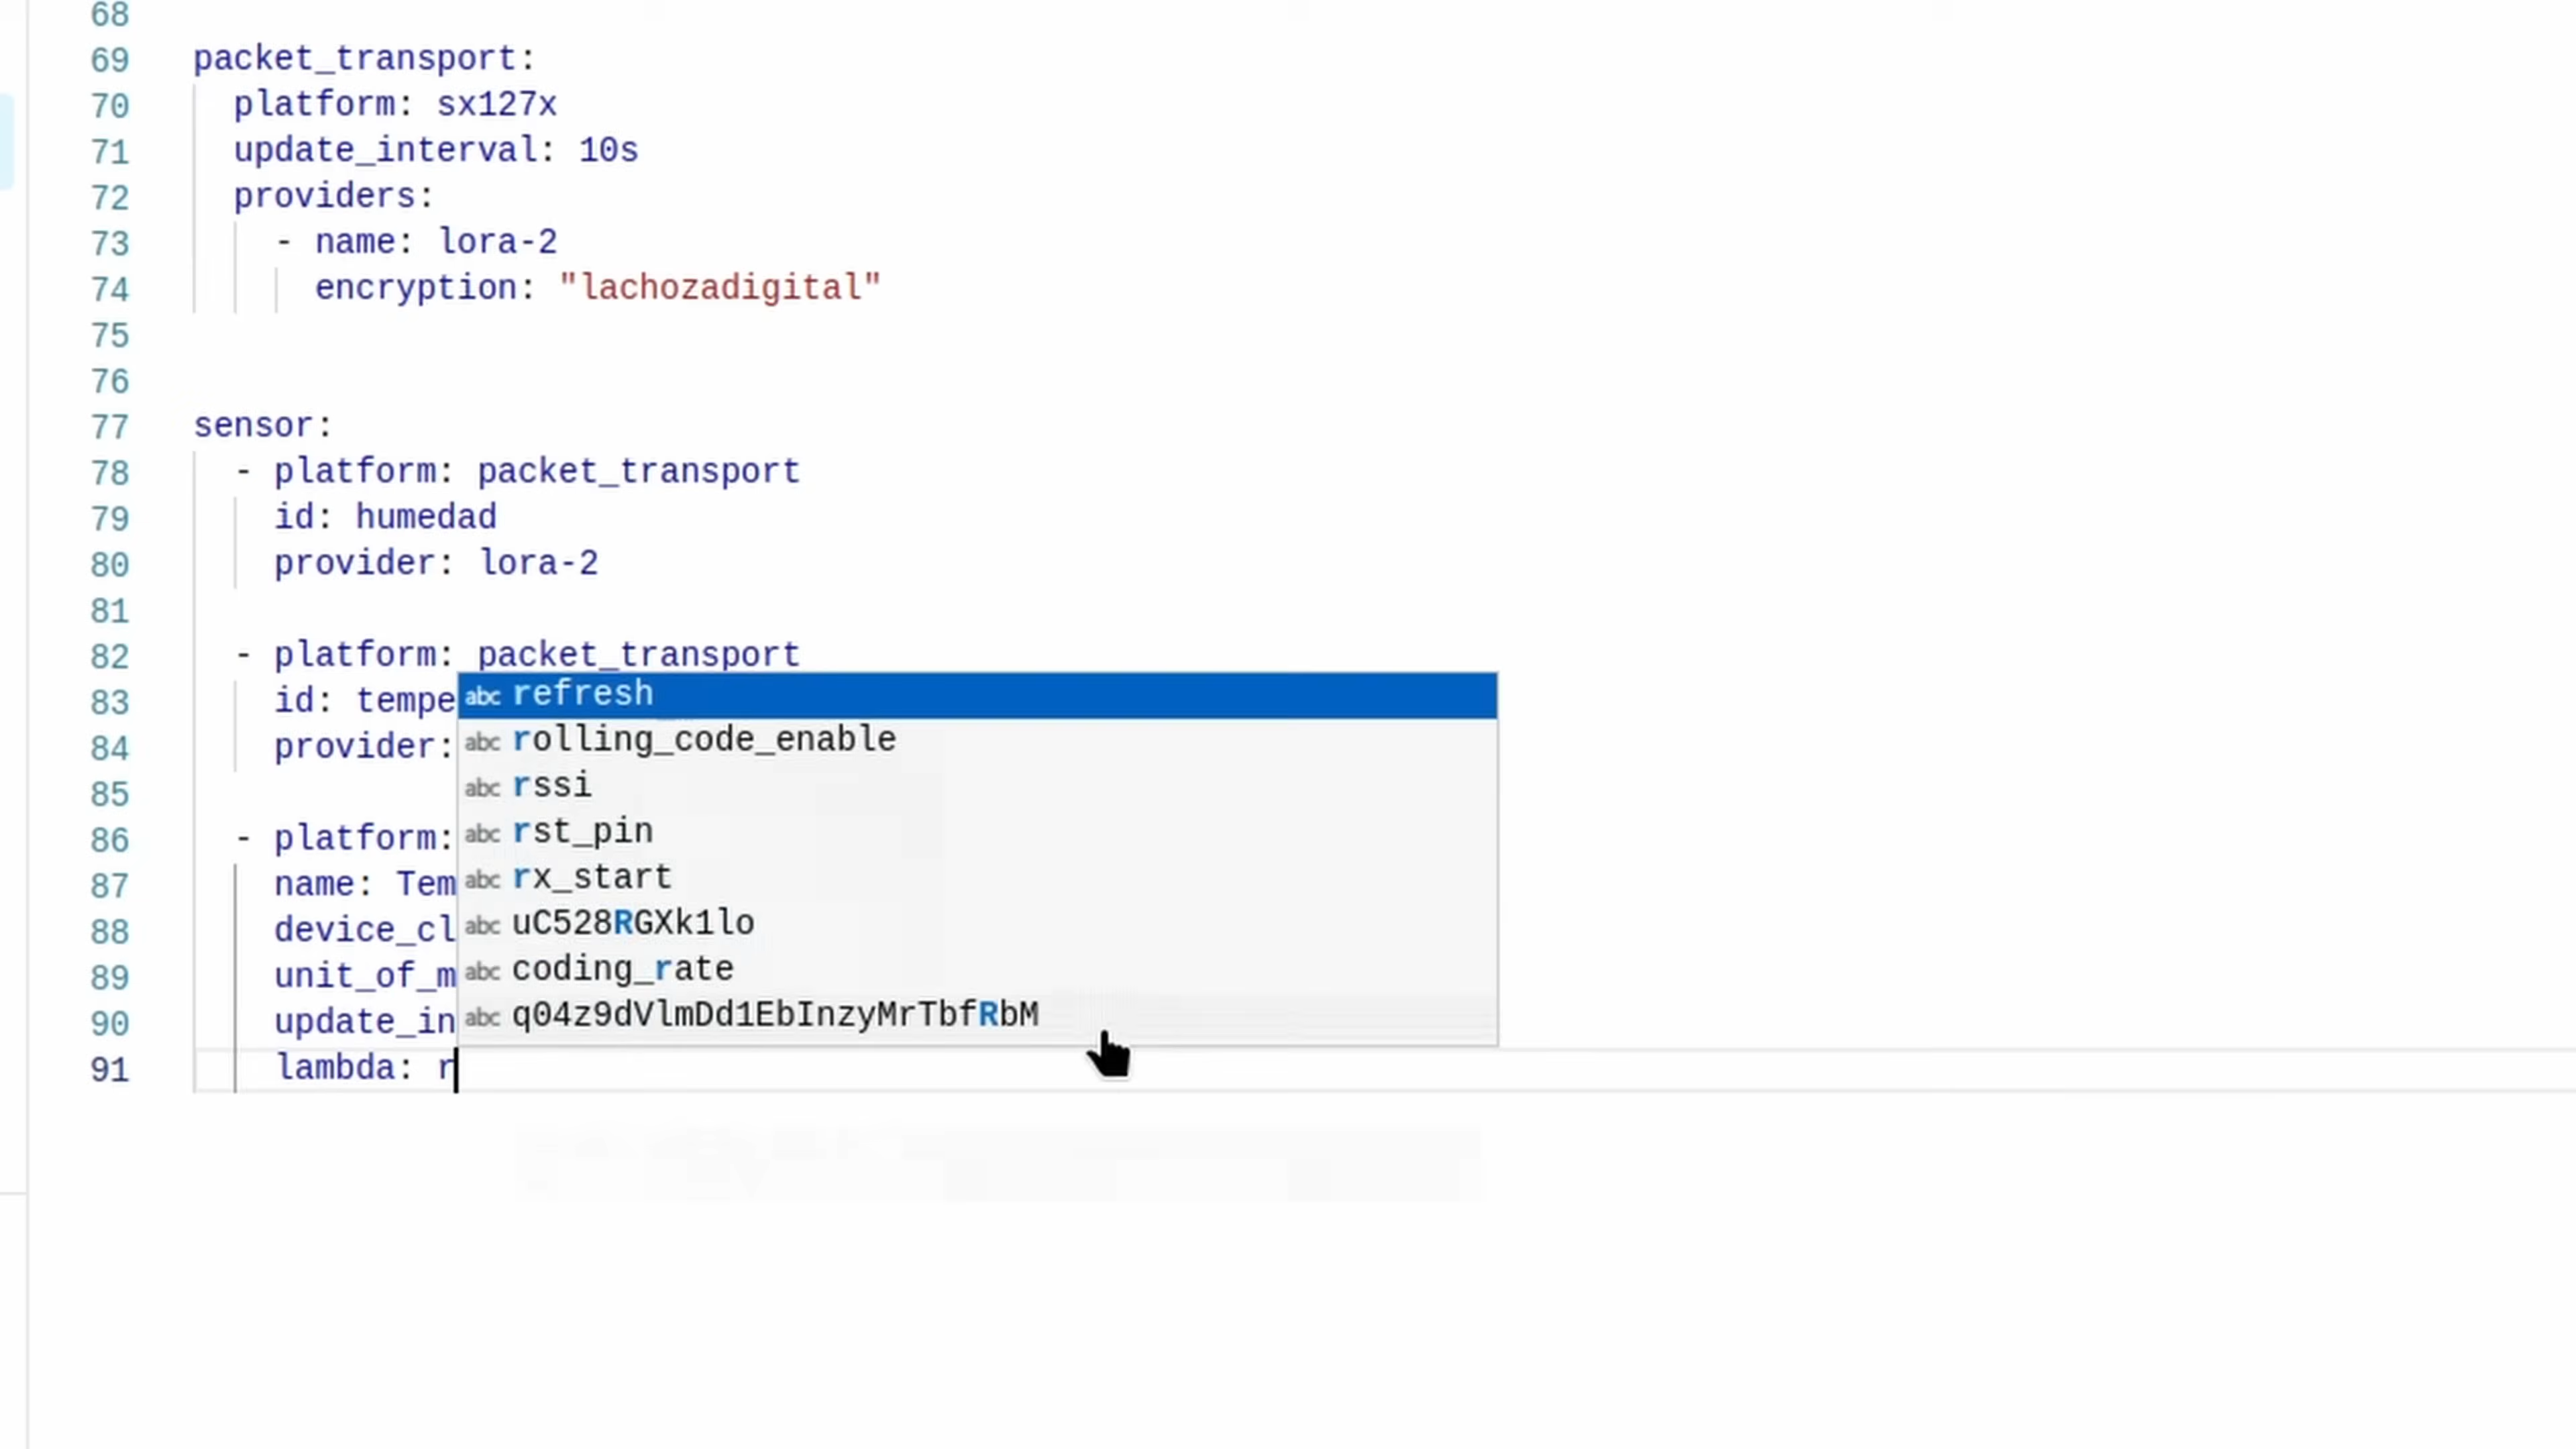 68
69 packet_transport:
70 platform: sx127x
71 update_interval: 10s
72 providers:
73 - name: lora-2
74 encryption: "lachozadigital"
75
76
77 sensor:
78 - platform: packet_transport
79 id: humedad
80 provider: lora-2
81
82 - platform: packet_transport
83 id: tempe
84 provider:
85
86 - platform:
87 name: Tem
88 device_cl
89 unit_of_m
90 update_in
91 lambda: r
abc refresh
abc rolling_code_enable
abc rssi
abc rst_pin
abc rx_start
abc uC528RGXk1lo
abc coding_rate
abc q04z9dVlmDd1EbInzyMrTbfRbM